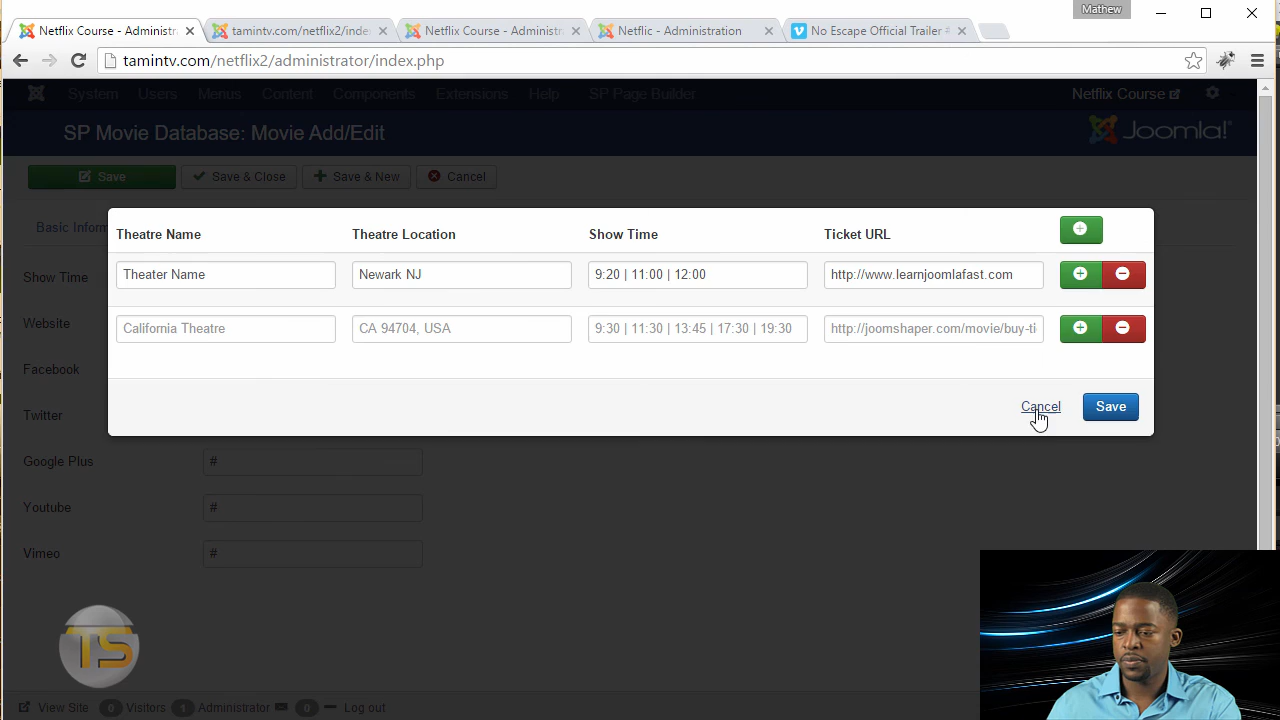 Mathew
Netflix Course - Administr
tamintv.com/netflix2/inde
Netflix Course - Administr
Netflic - Administration
No Escape Official Trailer
tamintv.com/netflix2/administrator/index.php
System Users Menus Content Components Extensions Help SP Page Builder Netflix Course
SP Movie Database: Movie Add/Edit Joomla!
Save Save & Close Save & New Cancel
Basic Inform
Theatre Name Theatre Location Show Time Ticket URL
Show Time
Theater Name Newark NJ 9:20 | 11:00 | 12:00 http://www.learnjoomlafast.com
Website
California Theatre CA 94704, USA 9:30 | 11:30 | 13:45 | 17:30 | 19:30 http://joomshaper.com/movie/buy-ti
Facebook
Cancel Save
Twitter
Google Plus #
Youtube #
Vimeo #
TS
View Site 0 Visitors 1 Administrator 0 Log out